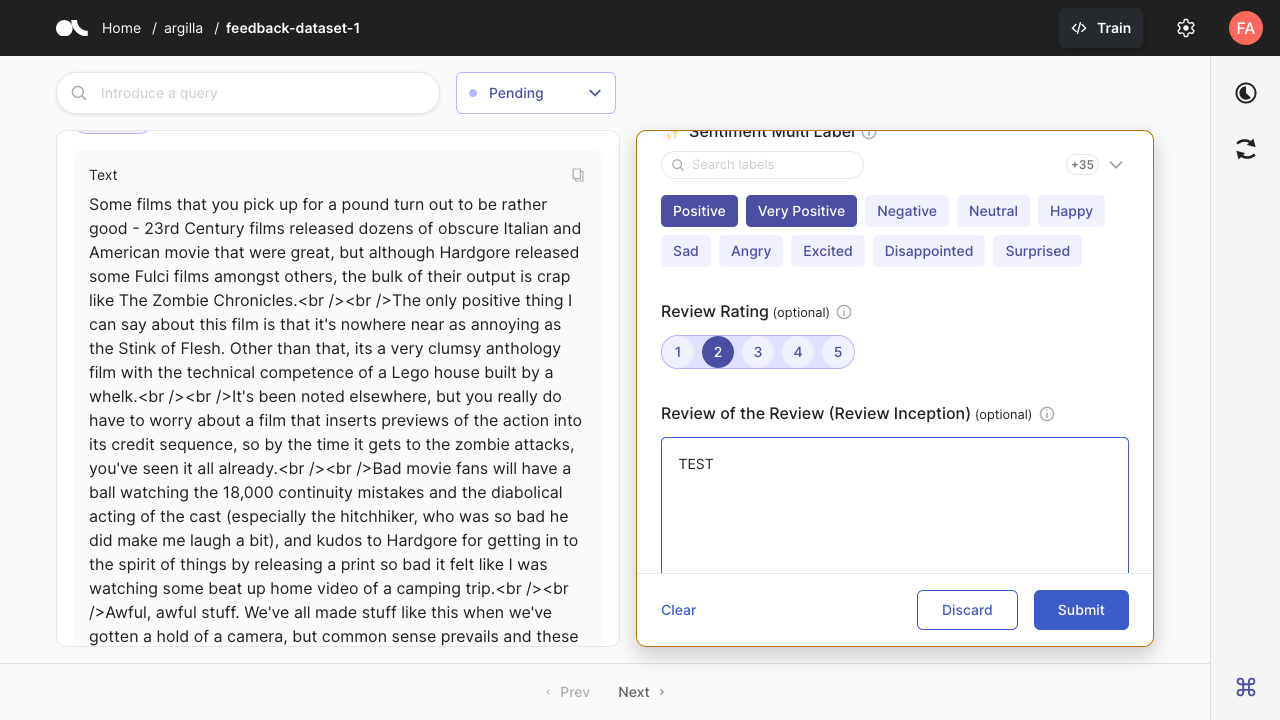 Home / argilla / feedback-dataset-1
Train
FA
Introduce a query
Pending
Text
Some films that you pick up for a pound turn out to be rather
good - 23rd Century films released dozens of obscure Italian and
American movie that were great, but although Hardgore released
some Fulci films amongst others, the bulk of their output is crap
like The Zombie Chronicles.<br /><br />The only positive thing I
can say about this film is that it's nowhere near as annoying as
the Stink of Flesh. Other than that, its a very clumsy anthology
film with the technical competence of a Lego house built by a
whelk.<br /><br />It's been noted elsewhere, but you really do
have to worry about a film that inserts previews of the action into
its credit sequence, so by the time it gets to the zombie attacks,
you've seen it all already.<br /><br />Bad movie fans will have a
ball watching the 18,000 continuity mistakes and the diabolical
acting of the cast (especially the hitchhiker, who was so bad he
did make me laugh a bit), and kudos to Hardgore for getting in to
the spirit of things by releasing a print so bad it felt like I was
watching some beat up home video of a camping trip.<br /><br
/>Awful, awful stuff. We've all made stuff like this when we've
gotten a hold of a camera, but common sense prevails and these
Sentiment Multi Label
Search labels
+35
Positive Very Positive Negative Neutral Happy
Sad Angry Excited Disappointed Surprised
Review Rating (optional)
1 2 3 4 5
Review of the Review (Review Inception) (optional)
TEST
Clear
Discard
Submit
Prev
Next